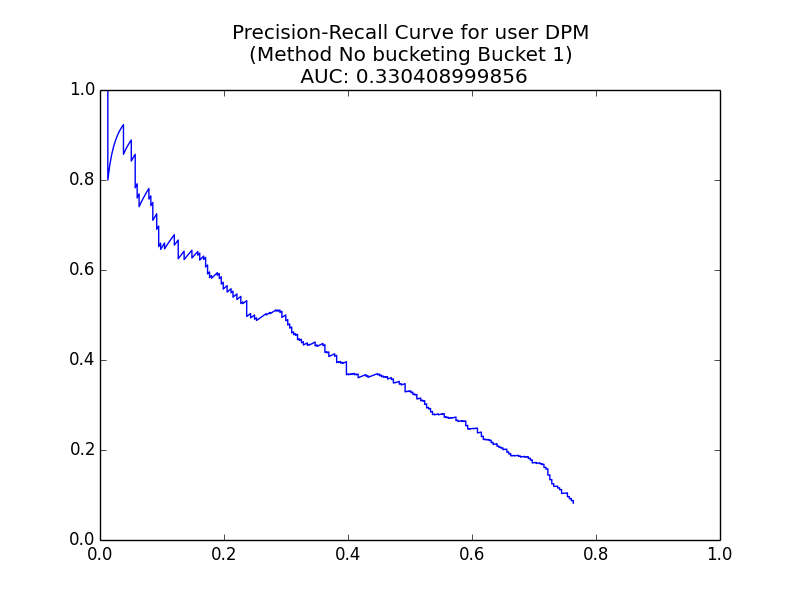 Precision-Recall Curve for user DPM
(Method No bucketing Bucket 1)
AUC: 0.330408999856
1.0
0.8
0.6
0.4
0.2
0.0
0.0 0.2 0.4 0.6 0.8 1.0